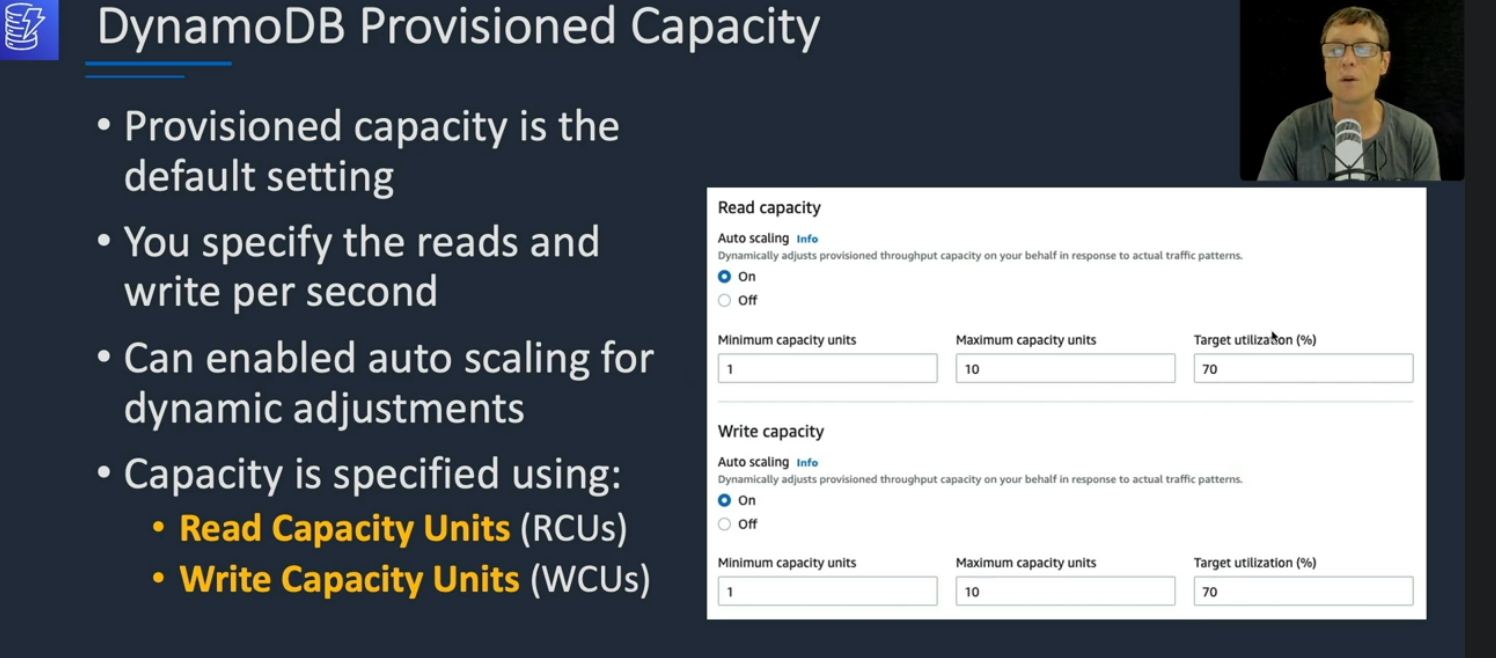 DynamoDB Provisioned Capacity
• Provisioned capacity is the
default setting
• You specify the reads and
write per second
• Can enabled auto scaling for
dynamic adjustments
• Capacity is specified using:
• Read Capacity Units (RCUs)
• Write Capacity Units (WCUs)
Read capacity
Auto scaling Info
Dynamically adjusts provisioned throughput capacity on your behalf in response to actual traffic patterns.
On
Off
Minimum capacity units Maximum capacity units Target utilization (%)
1 10 70
Write capacity
Auto scaling Info
Dynamically adjusts provisioned throughput capacity on your behalf in response to actual traffic patterns.
On
Off
Minimum capacity units Maximum capacity units Target utilization (%)
1 10 70